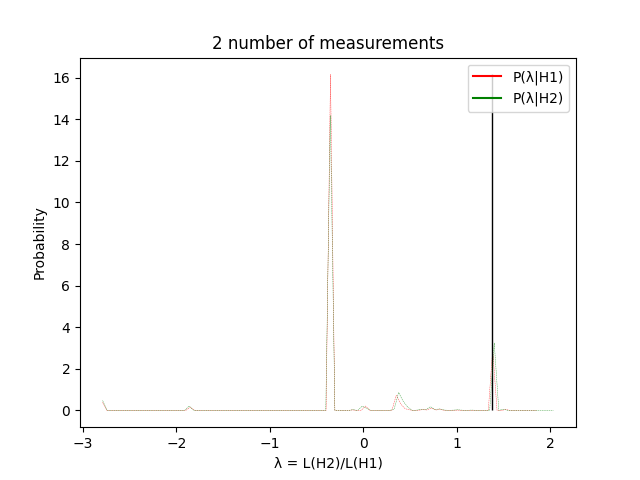 2 number of measurements
P(λ|H1)
P(λ|H2)
Probability
16
14
12
10
8
6
4
2
0
−3 −2 −1 0 1 2
λ = L(H2)/L(H1)